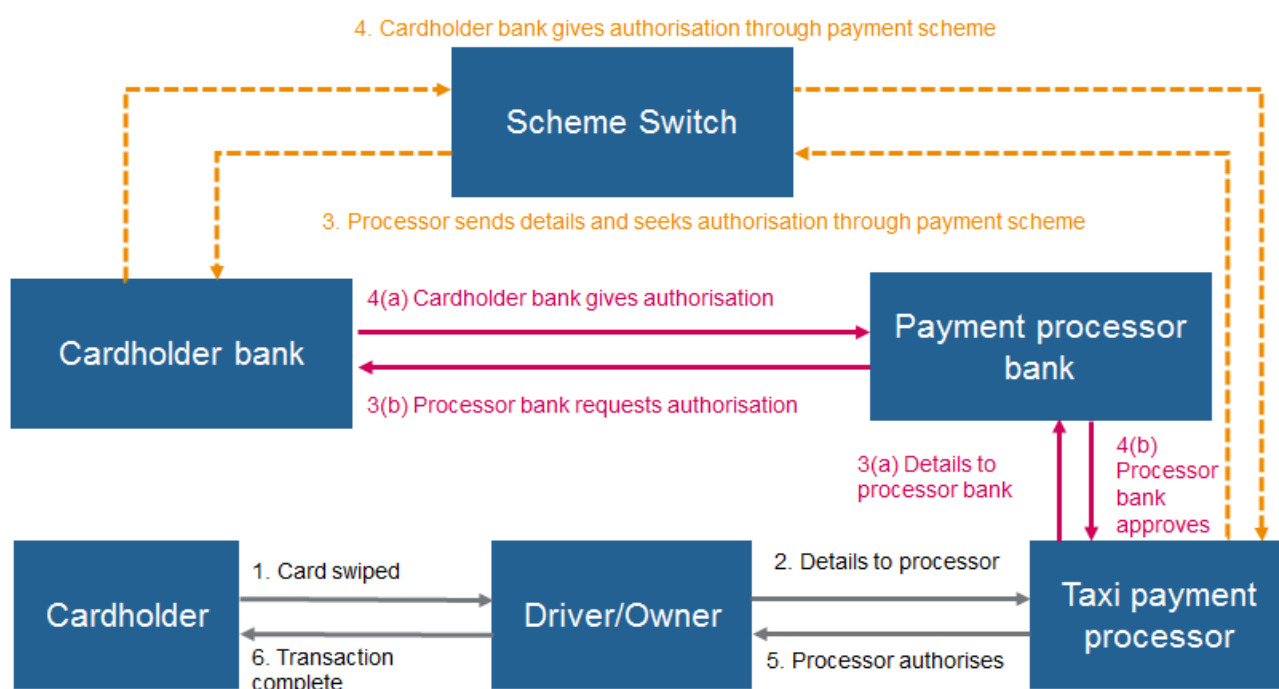 4. Cardholder bank gives authorisation through payment scheme
Scheme Switch
3. Processor sends details and seeks authorisation through payment scheme
Cardholder bank
4(a) Cardholder bank gives authorisation
3(b) Processor bank requests authorisation
Payment processor
bank
3(a) Details to
processor bank
4(b)
Processor
bank
approves
Cardholder
1. Card swiped
6. Transaction
complete
Driver/Owner
2. Details to processor
5. Processor authorises
Taxi payment
processor